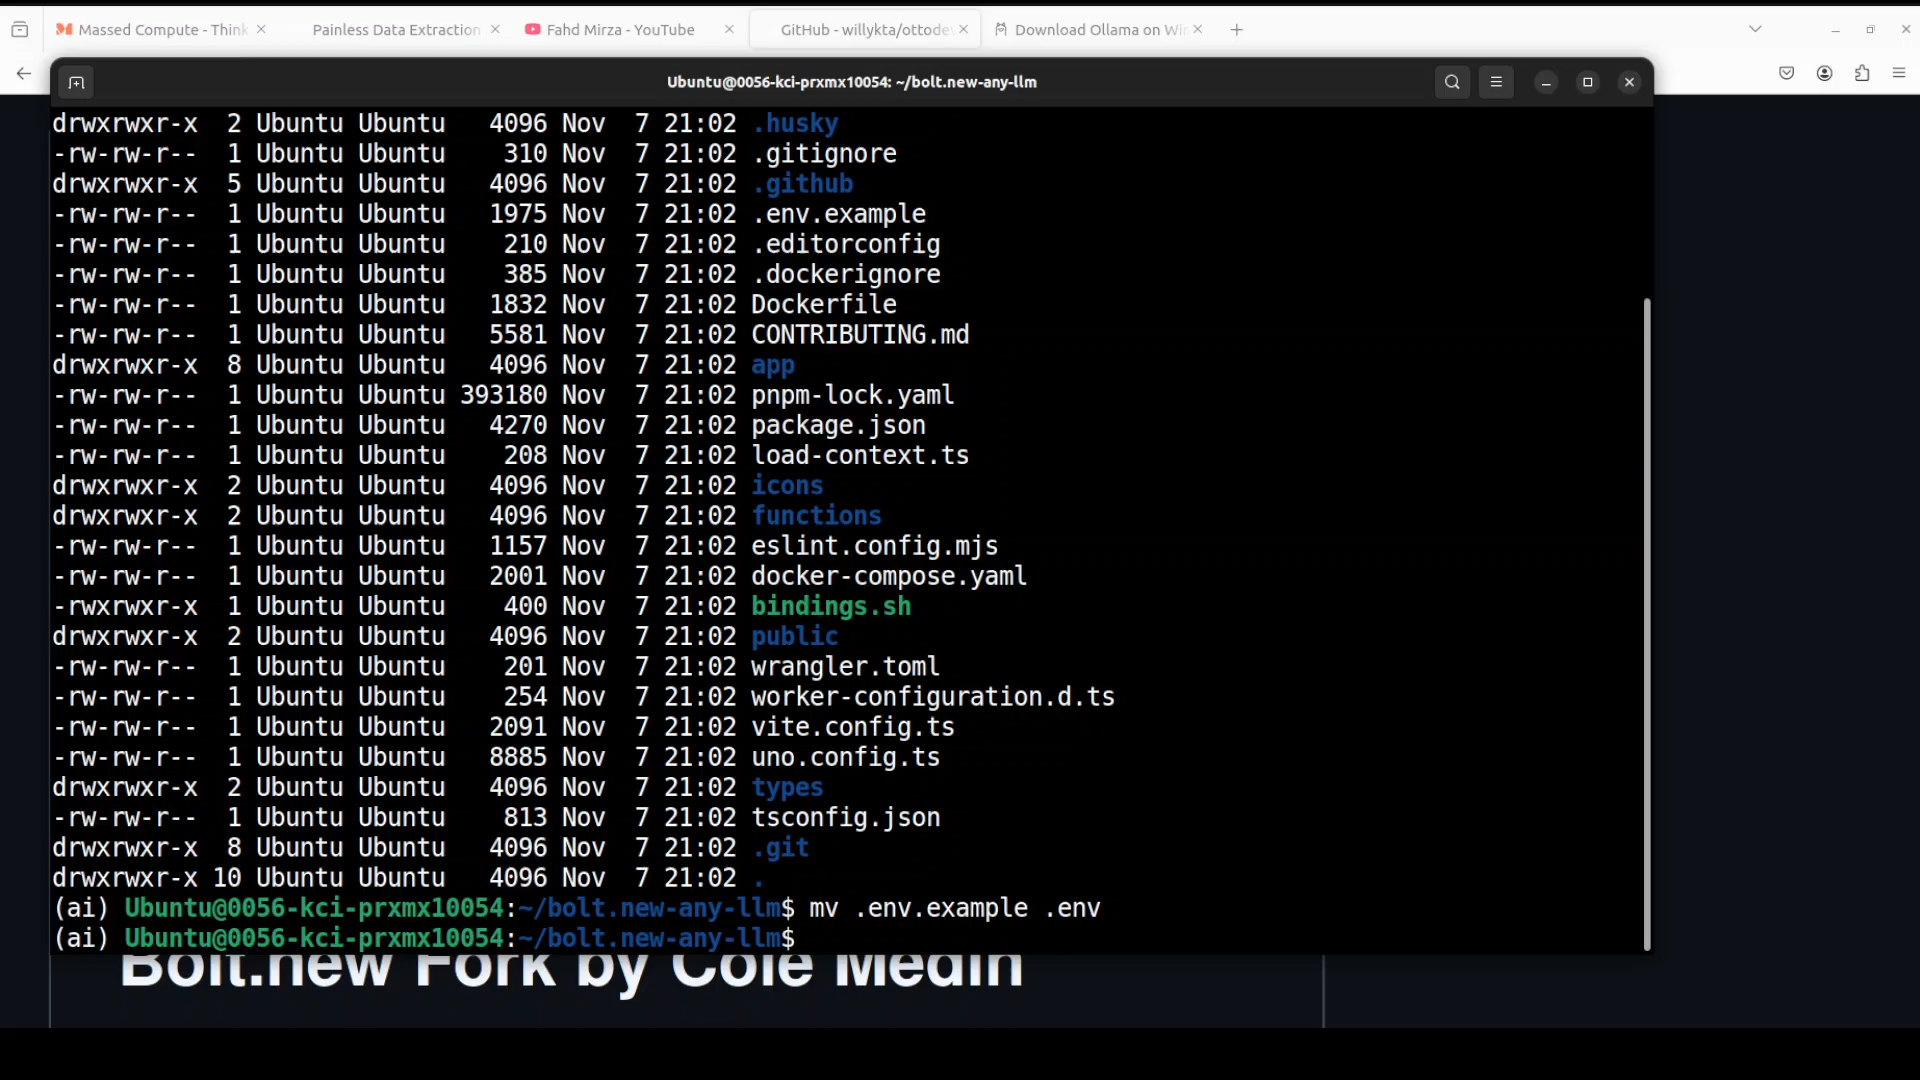 Massed Compute - Think
Painless Data Extraction
Fahd Mirza - YouTube
GitHub - willykta/ottodev
Download Ollama on Win
Ubuntu@0056-kci-prxmx10054: ~/bolt.new-any-llm
drwxrwxr-x  2 Ubuntu Ubuntu   4096 Nov  7 21:02 .husky
-rw-rw-r--  1 Ubuntu Ubuntu    310 Nov  7 21:02 .gitignore
drwxrwxr-x  5 Ubuntu Ubuntu   4096 Nov  7 21:02 .github
-rw-rw-r--  1 Ubuntu Ubuntu   1975 Nov  7 21:02 .env.example
-rw-rw-r--  1 Ubuntu Ubuntu    210 Nov  7 21:02 .editorconfig
-rw-rw-r--  1 Ubuntu Ubuntu    385 Nov  7 21:02 .dockerignore
-rw-rw-r--  1 Ubuntu Ubuntu   1832 Nov  7 21:02 Dockerfile
-rw-rw-r--  1 Ubuntu Ubuntu   5581 Nov  7 21:02 CONTRIBUTING.md
drwxrwxr-x  8 Ubuntu Ubuntu   4096 Nov  7 21:02 app
-rw-rw-r--  1 Ubuntu Ubuntu 393180 Nov  7 21:02 pnpm-lock.yaml
-rw-rw-r--  1 Ubuntu Ubuntu   4270 Nov  7 21:02 package.json
-rw-rw-r--  1 Ubuntu Ubuntu    208 Nov  7 21:02 load-context.ts
drwxrwxr-x  2 Ubuntu Ubuntu   4096 Nov  7 21:02 icons
drwxrwxr-x  2 Ubuntu Ubuntu   4096 Nov  7 21:02 functions
-rw-rw-r--  1 Ubuntu Ubuntu   1157 Nov  7 21:02 eslint.config.mjs
-rw-rw-r--  1 Ubuntu Ubuntu   2001 Nov  7 21:02 docker-compose.yaml
-rwxrwxr-x  1 Ubuntu Ubuntu    400 Nov  7 21:02 bindings.sh
drwxrwxr-x  2 Ubuntu Ubuntu   4096 Nov  7 21:02 public
-rw-rw-r--  1 Ubuntu Ubuntu    201 Nov  7 21:02 wrangler.toml
-rw-rw-r--  1 Ubuntu Ubuntu    254 Nov  7 21:02 worker-configuration.d.ts
-rw-rw-r--  1 Ubuntu Ubuntu   2091 Nov  7 21:02 vite.config.ts
-rw-rw-r--  1 Ubuntu Ubuntu   8885 Nov  7 21:02 uno.config.ts
drwxrwxr-x  2 Ubuntu Ubuntu   4096 Nov  7 21:02 types
-rw-rw-r--  1 Ubuntu Ubuntu    813 Nov  7 21:02 tsconfig.json
drwxrwxr-x  8 Ubuntu Ubuntu   4096 Nov  7 21:02 .git
drwxrwxr-x 10 Ubuntu Ubuntu   4096 Nov  7 21:02 .
(ai) Ubuntu@0056-kci-prxmx10054:~/bolt.new-any-llm$ mv .env.example .env
(ai) Ubuntu@0056-kci-prxmx10054:~/bolt.new-any-llm$
Bolt.new Fork by Cole Medin